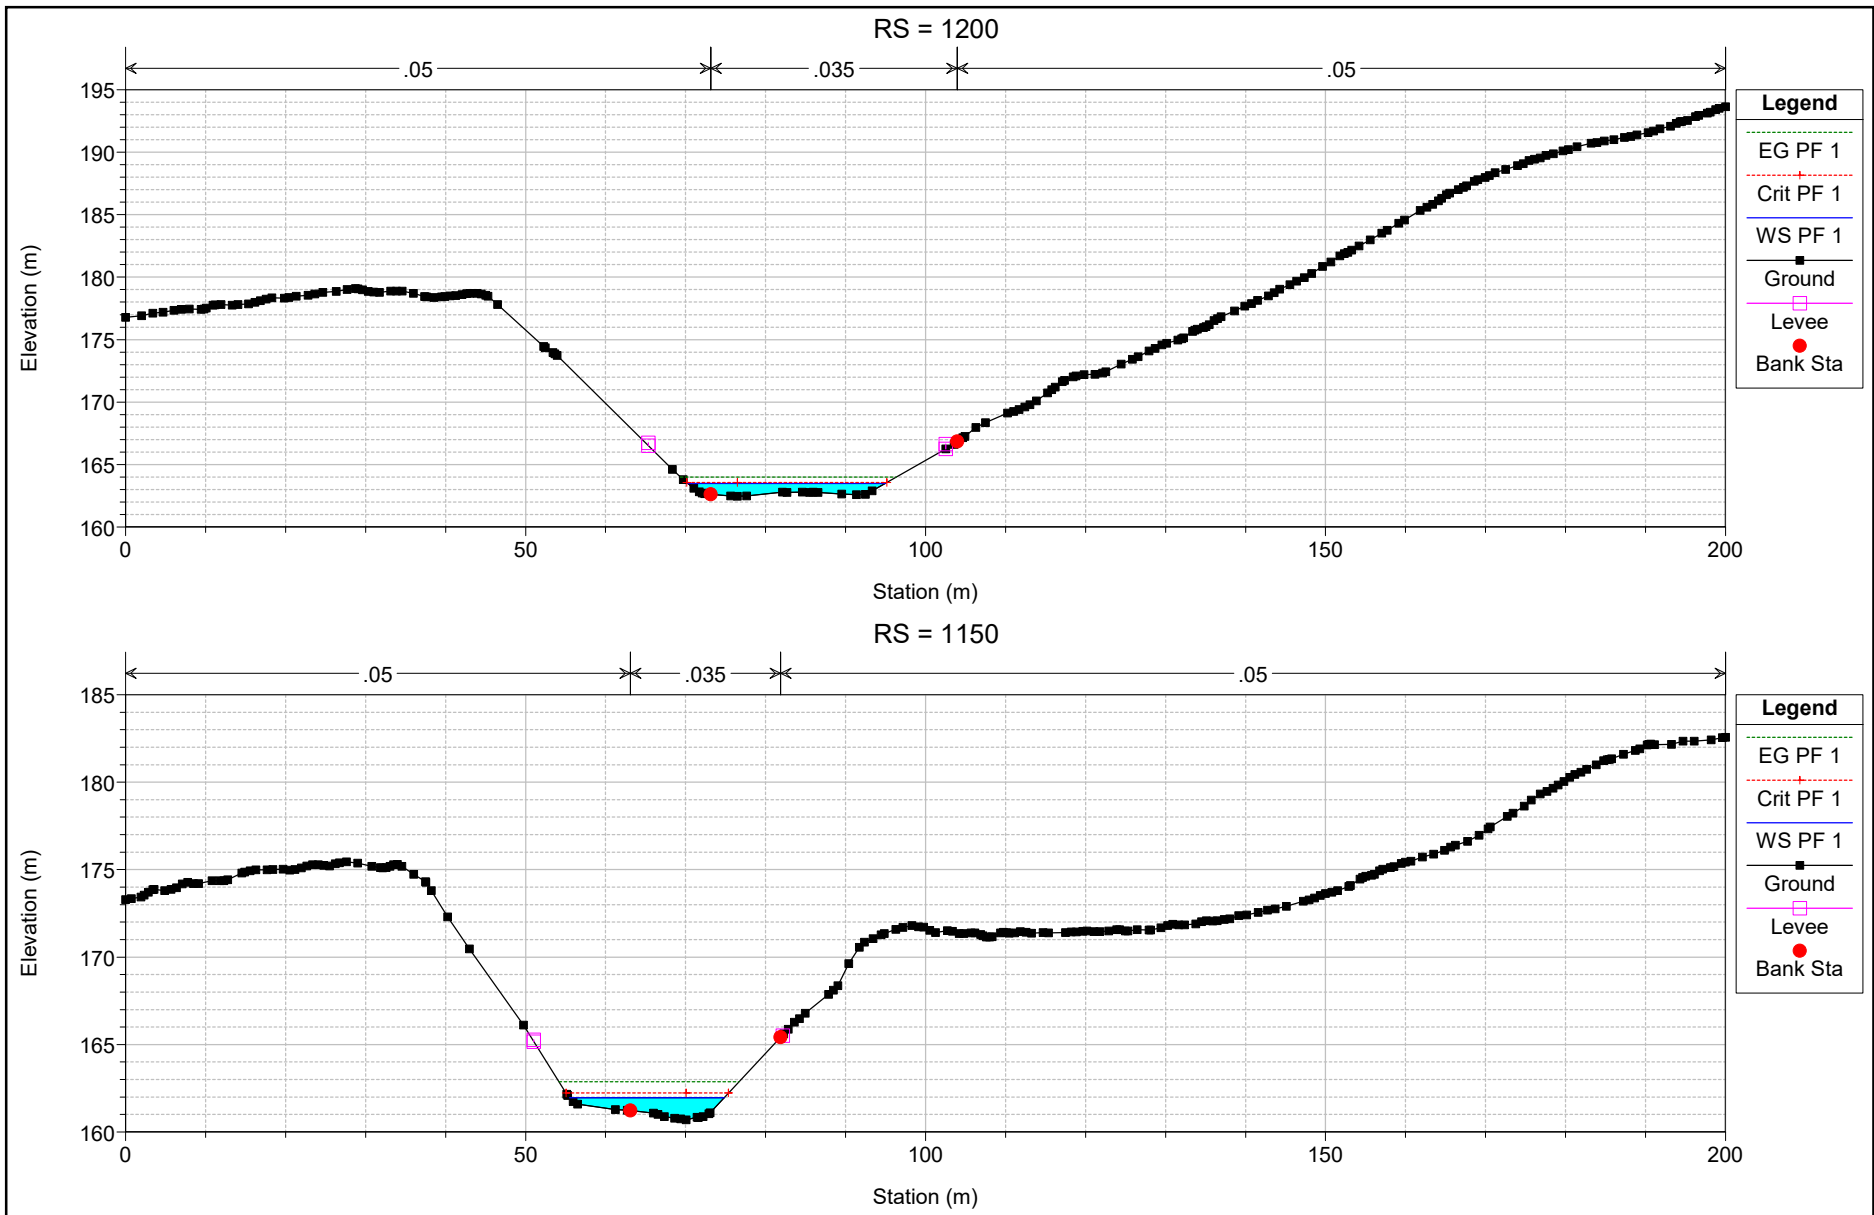 RS = 1200
.05 .035 .05
195
190
185
180
175
170
165
160
Elevation (m)
0 50 100 150 200
Station (m)
Legend
EG PF 1
Crit PF 1
WS PF 1
Ground
Levee
Bank Sta
RS = 1150
.05 .035 .05
185
180
175
170
165
160
Elevation (m)
0 50 100 150 200
Station (m)
Legend
EG PF 1
Crit PF 1
WS PF 1
Ground
Levee
Bank Sta